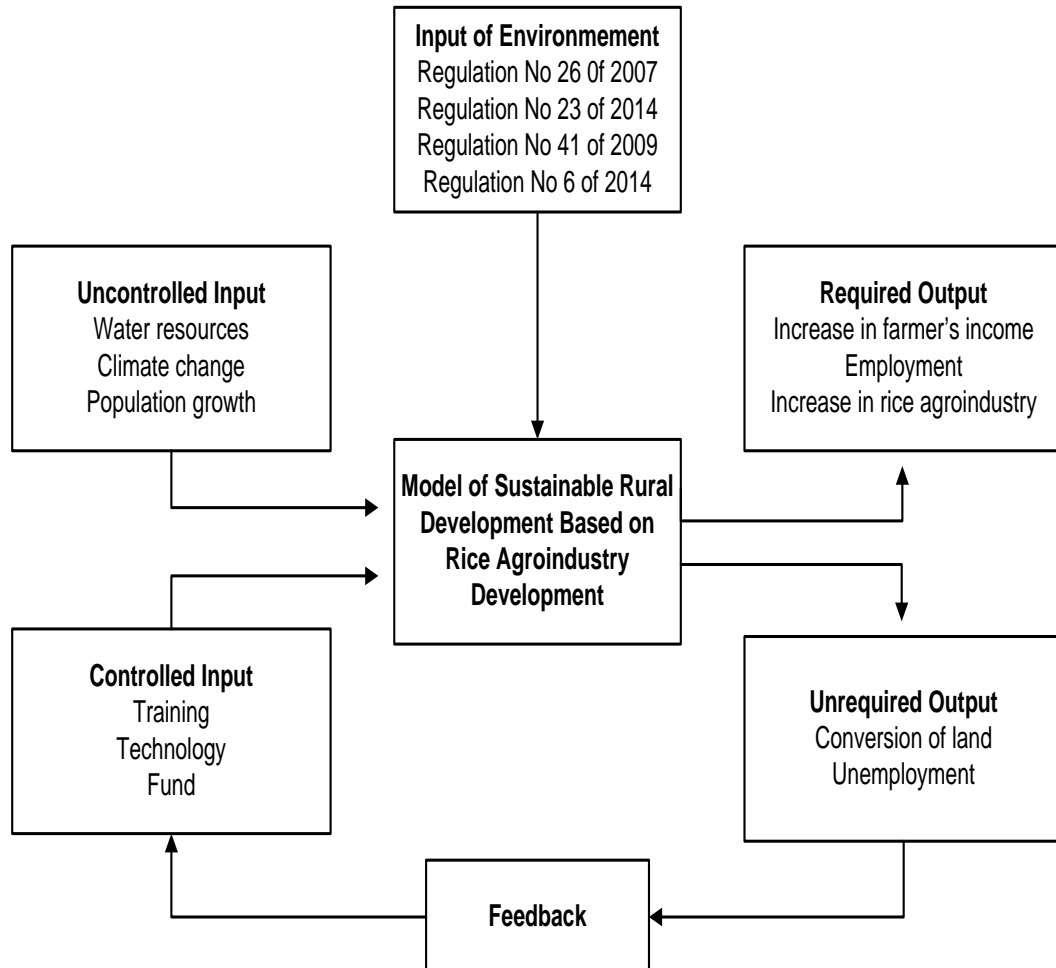 Input of Environmement
Regulation No 26 0f 2007
Regulation No 23 of 2014
Regulation No 41 of 2009
Regulation No 6 of 2014
Uncontrolled Input
Water resources
Climate change
Population growth
Required Output
Increase in farmer's income
Employment
Increase in rice agroindustry
Model of Sustainable Rural
Development Based on
Rice Agroindustry
Development
Controlled Input
Training
Technology
Fund
Unrequired Output
Conversion of land
Unemployment
Feedback